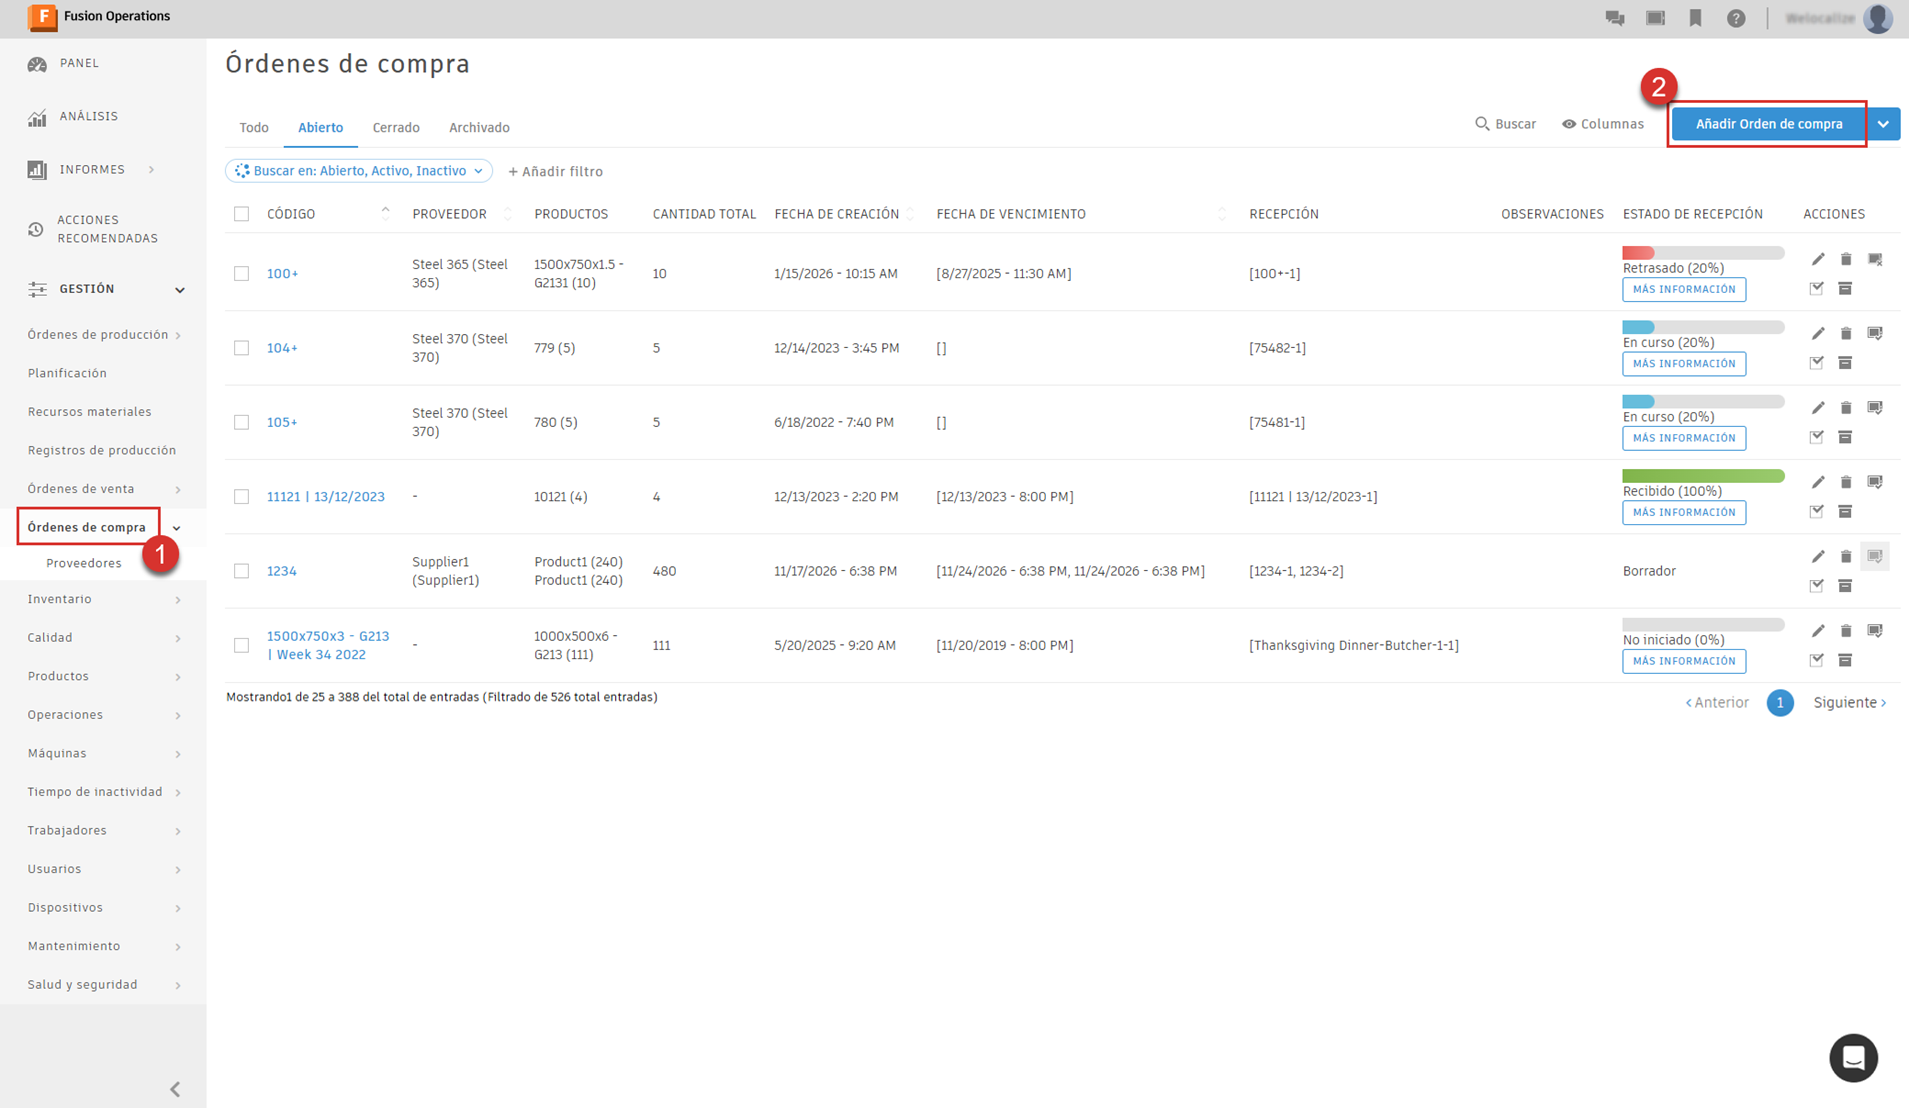 F Fusion Operations
PANEL
ANÁLISIS
INFORMES
ACCIONES
RECOMENDADAS
GESTIÓN
Órdenes de producción
Planificación
Recursos materiales
Registros de producción
Órdenes de venta
Órdenes de compra
1
Proveedores
Inventario
Calidad
Productos
Operaciones
Máquinas
Tiempo de inactividad
Trabajadores
Usuarios
Dispositivos
Mantenimiento
Salud y seguridad
Órdenes de compra
2
Todo Abierto Cerrado Archivado Buscar Columnas Añadir Orden de compra
Buscar en: Abierto, Activo, Inactivo + Añadir filtro
CÓDIGO PROVEEDOR PRODUCTOS CANTIDAD TOTAL FECHA DE CREACIÓN FECHA DE VENCIMIENTO RECEPCIÓN OBSERVACIONES ESTADO DE RECEPCIÓN ACCIONES
100+ Steel 365 (Steel 365) 1500x750x1.5 - G2131 (10) 10 1/15/2026 - 10:15 AM [8/27/2025 - 11:30 AM] [100+-1] Retrasado (20%)
MÁS INFORMACIÓN
104+ Steel 370 (Steel 370) 779 (5) 5 12/14/2023 - 3:45 PM [] [75482-1] En curso (20%)
MÁS INFORMACIÓN
105+ Steel 370 (Steel 370) 780 (5) 5 6/18/2022 - 7:40 PM [] [75481-1] En curso (20%)
MÁS INFORMACIÓN
11121 | 13/12/2023 - 10121 (4) 4 12/13/2023 - 2:20 PM [12/13/2023 - 8:00 PM] [11121 | 13/12/2023-1] Recibido (100%)
MÁS INFORMACIÓN
1234 Supplier1 (Supplier1) Product1 (240) Product1 (240) 480 11/17/2026 - 6:38 PM [11/24/2026 - 6:38 PM, 11/24/2026 - 6:38 PM] [1234-1, 1234-2] Borrador
1500x750x3 - G213 | Week 34 2022 - 1000x500x6 - G213 (111) 111 5/20/2025 - 9:20 AM [11/20/2019 - 8:00 PM] [Thanksgiving Dinner-Butcher-1-1] No iniciado (0%)
MÁS INFORMACIÓN
Mostrando1 de 25 a 388 del total de entradas (Filtrado de 526 total entradas)
Anterior 1 Siguiente